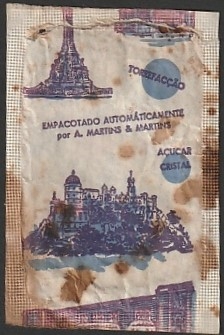 TORREFACÇÃO
EMPACOTADO AUTOMÁTICAMENTE
por A. MARTINS & MARTINS
AÇUCAR
CRISTAL